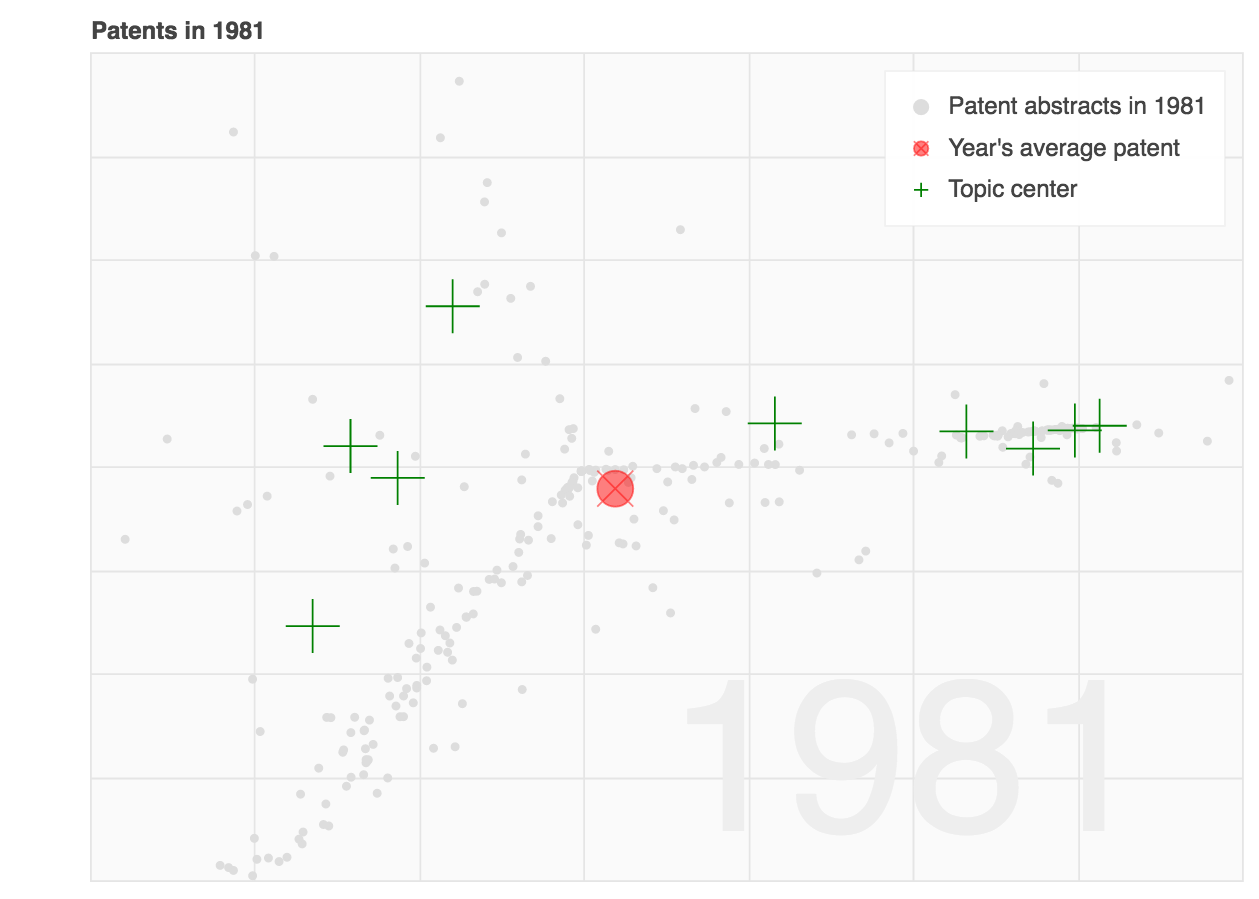 Patents in 1981
Patent abstracts in 1981
Year's average patent
Topic center
1981